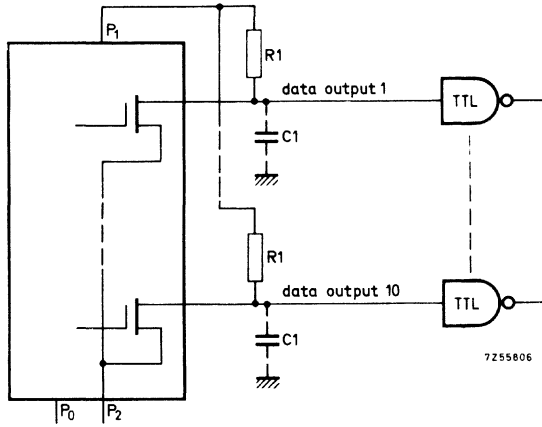 P1
R1
data output 1
TTL
C1
R1
data output 10
TTL
C1
7Z55806
P0
P2